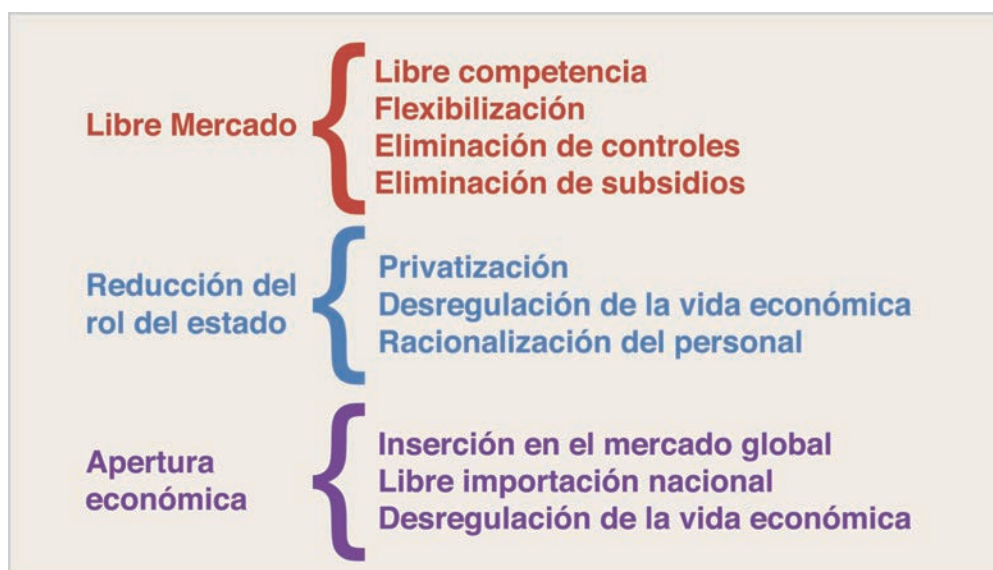 Libre Mercado
Libre competencia
Flexibilización
Eliminación de controles
Eliminación de subsidios
Reducción del
rol del estado
Privatización
Desregulación de la vida económica
Racionalización del personal
Apertura
económica
Inserción en el mercado global
Libre importación nacional
Desregulación de la vida económica